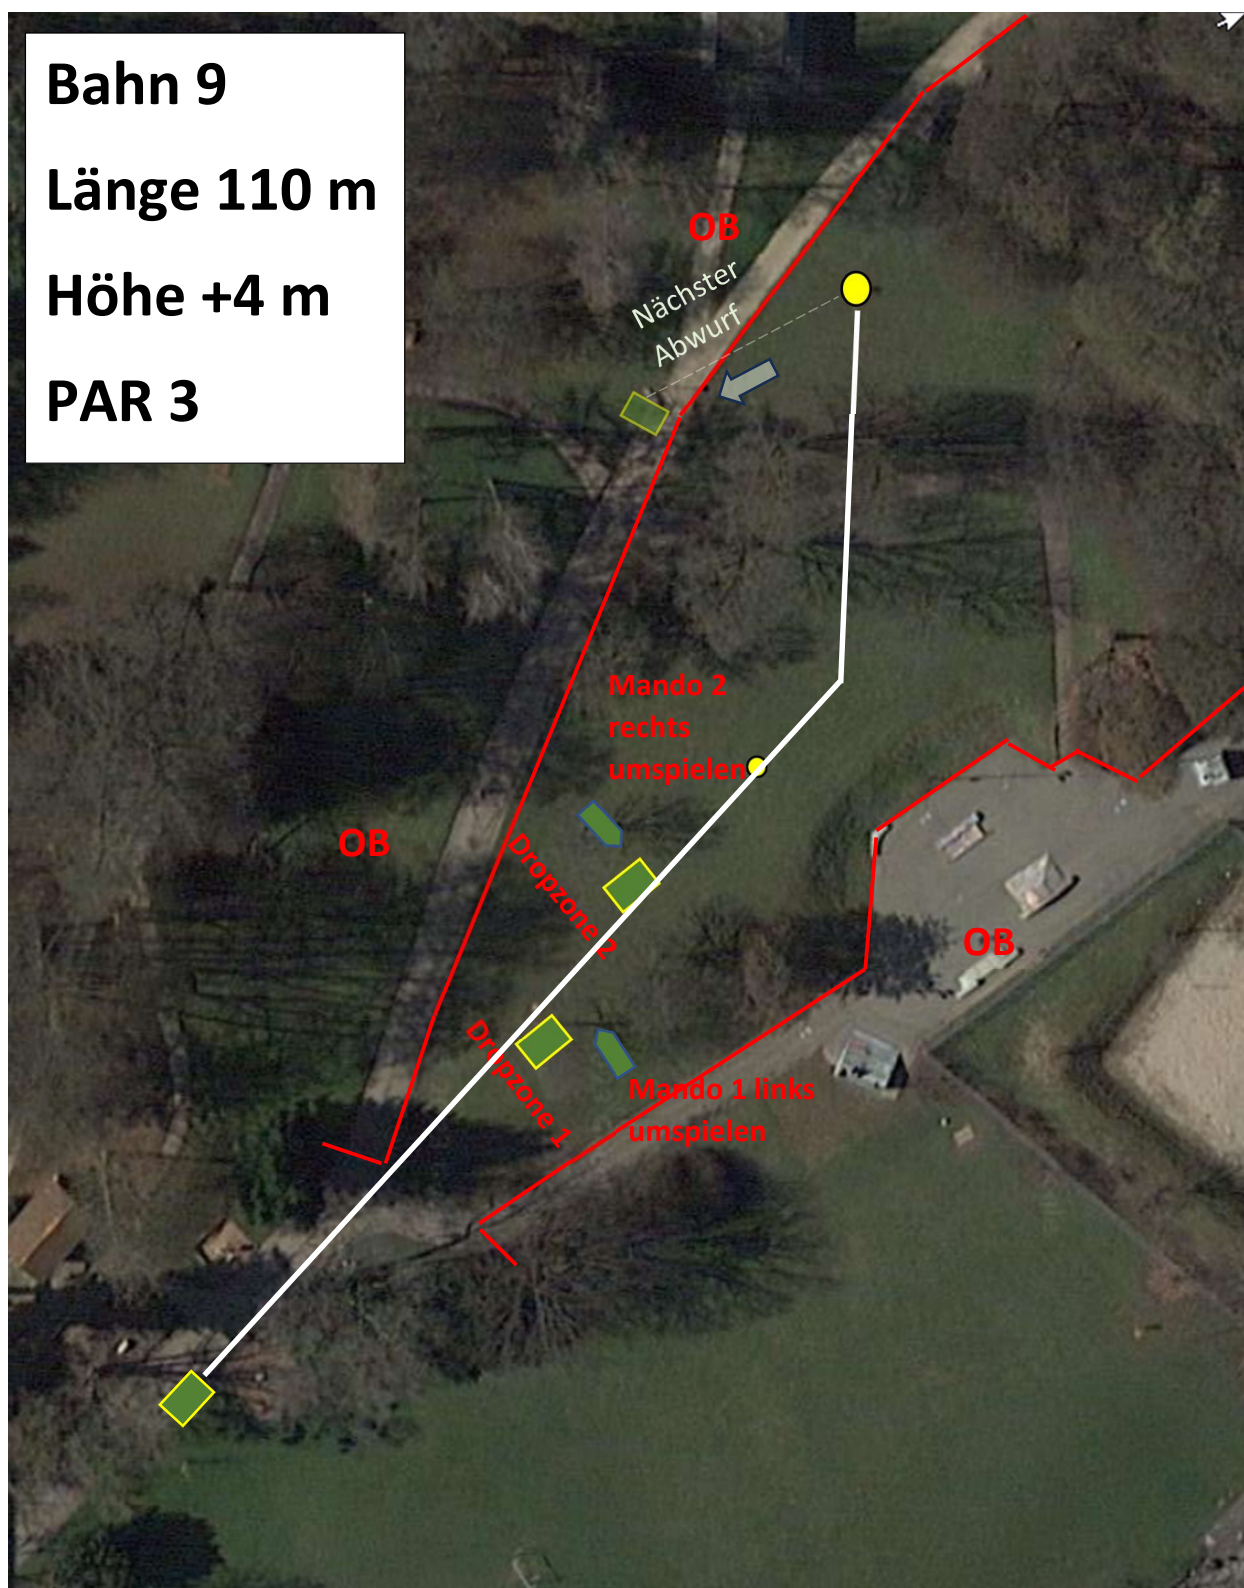 Bahn 9
Länge 110 m
Höhe +4 m
PAR 3
OB
Nächster
Abwurf
Mando 2
rechts
umspielen
OB
Dropzone 2
OB
Dropzone 1
Mando 1 links
umspielen